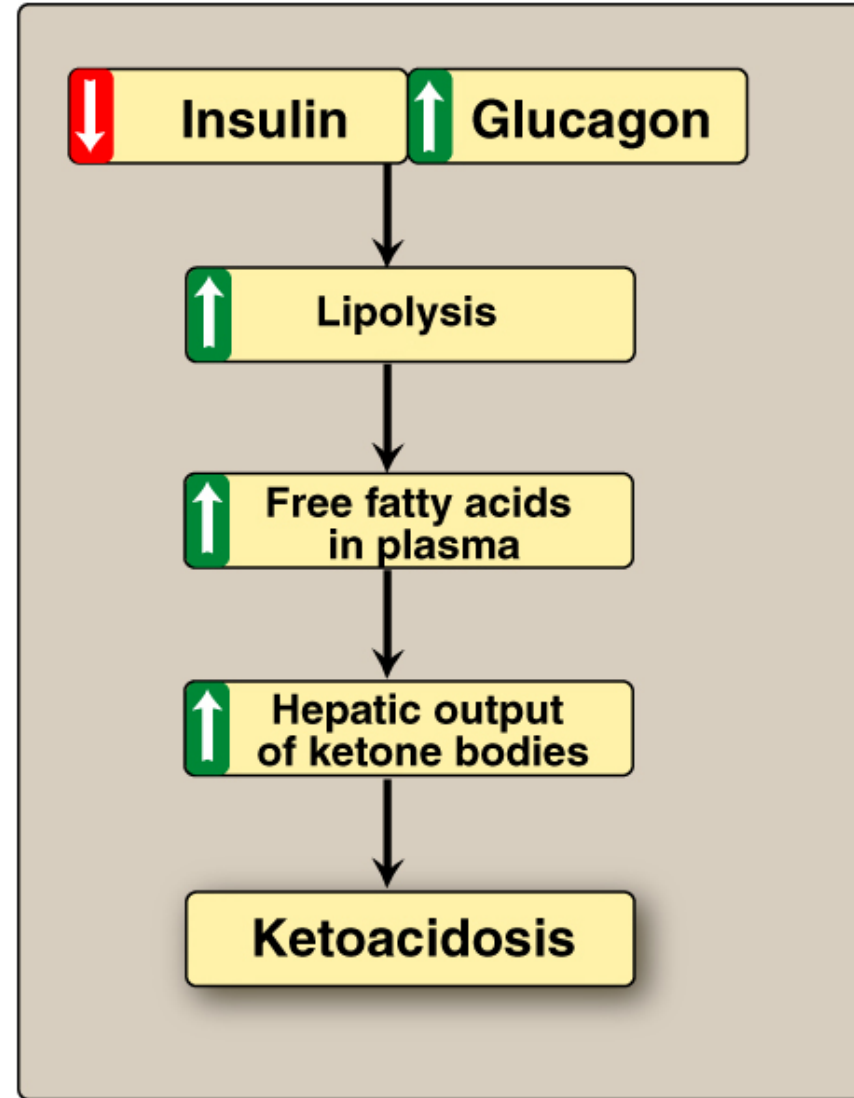 Insulin
Glucagon
Lipolysis
Free fatty acids
in plasma
Hepatic output
of ketone bodies
Ketoacidosis